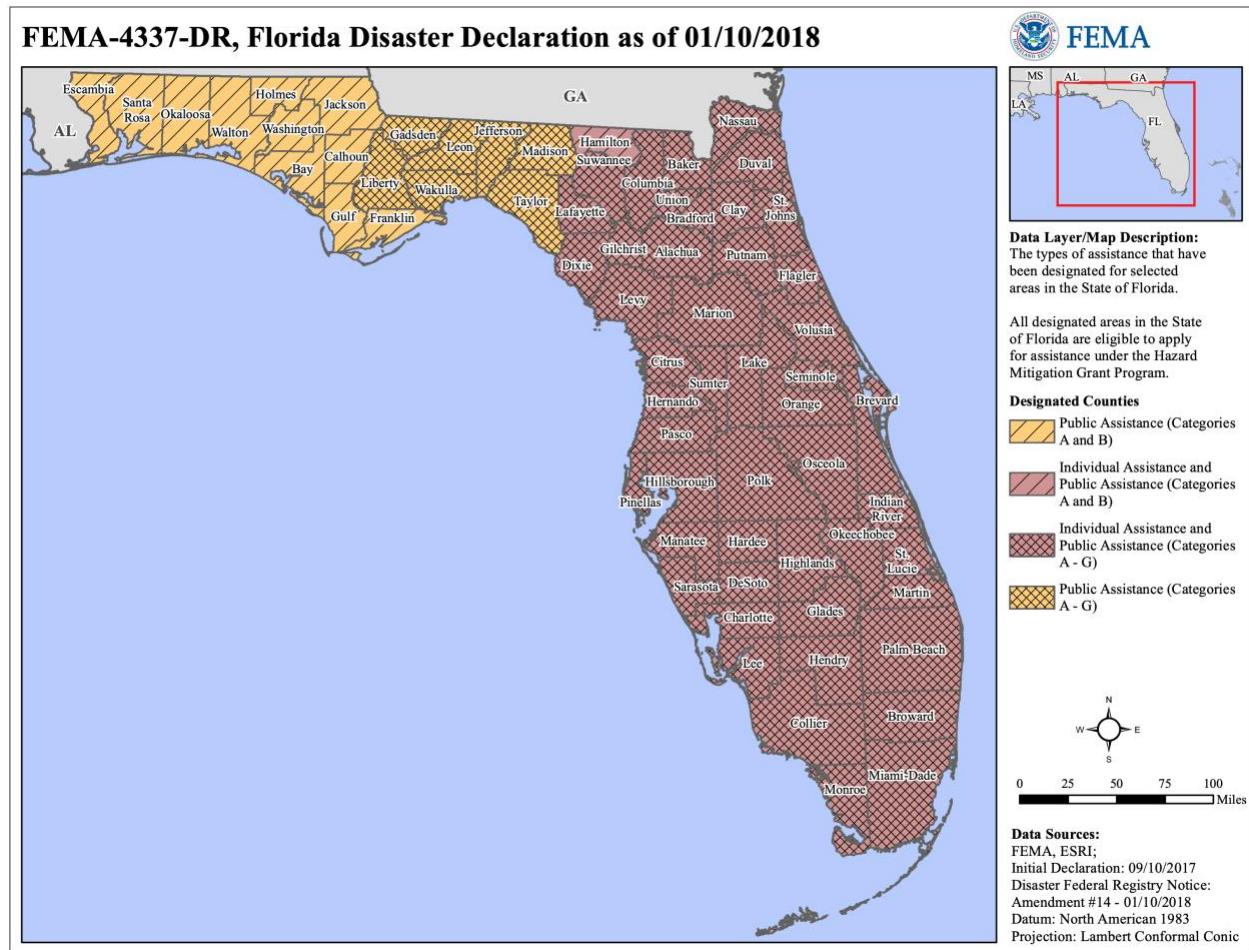 FEMA-4337-DR, Florida Disaster Declaration as of 01/10/2018
FEMA
Escambia
Santa
Rosa
Okaloosa
Walton
Holmes
Washington
Jackson
Bay
Calhoun
Gulf
Franklin
Liberty
Gadsden
Leon
Wakulla
Jefferson
Madison
Taylor
AL
GA
Hamilton
Suwannee
Lafayette
Columbia
Baker
Nassau
Duval
Union
Bradford
Clay
St.
Johns
Dixie
Gilchrist
Alachua
Putnam
Flagler
Levy
Marion
Volusia
Citrus
Sumter
Lake
Seminole
Hernando
Orange
Brevard
Pasco
Osceola
Hillsborough
Polk
Pinellas
Indian
River
Okeechobee
Manatee
Hardee
Highlands
St.
Lucie
Sarasota
DeSoto
Martin
Charlotte
Glades
Lee
Hendry
Palm Beach
Collier
Broward
Monroe
Miami-Dade
MS
AL
GA
LA
FL
Data Layer/Map Description:
The types of assistance that have
been designated for selected
areas in the State of Florida.
All designated areas in the State
of Florida are eligible to apply
for assistance under the Hazard
Mitigation Grant Program.
Designated Counties
Public Assistance (Categories
A and B)
Individual Assistance and
Public Assistance (Categories
A and B)
Individual Assistance and
Public Assistance (Categories
A - G)
Public Assistance (Categories
A - G)
N
W
E
S
0 25 50 75 100
Miles
Data Sources:
FEMA, ESRI;
Initial Declaration: 09/10/2017
Disaster Federal Registry Notice:
Amendment #14 - 01/10/2018
Datum: North American 1983
Projection: Lambert Conformal Conic